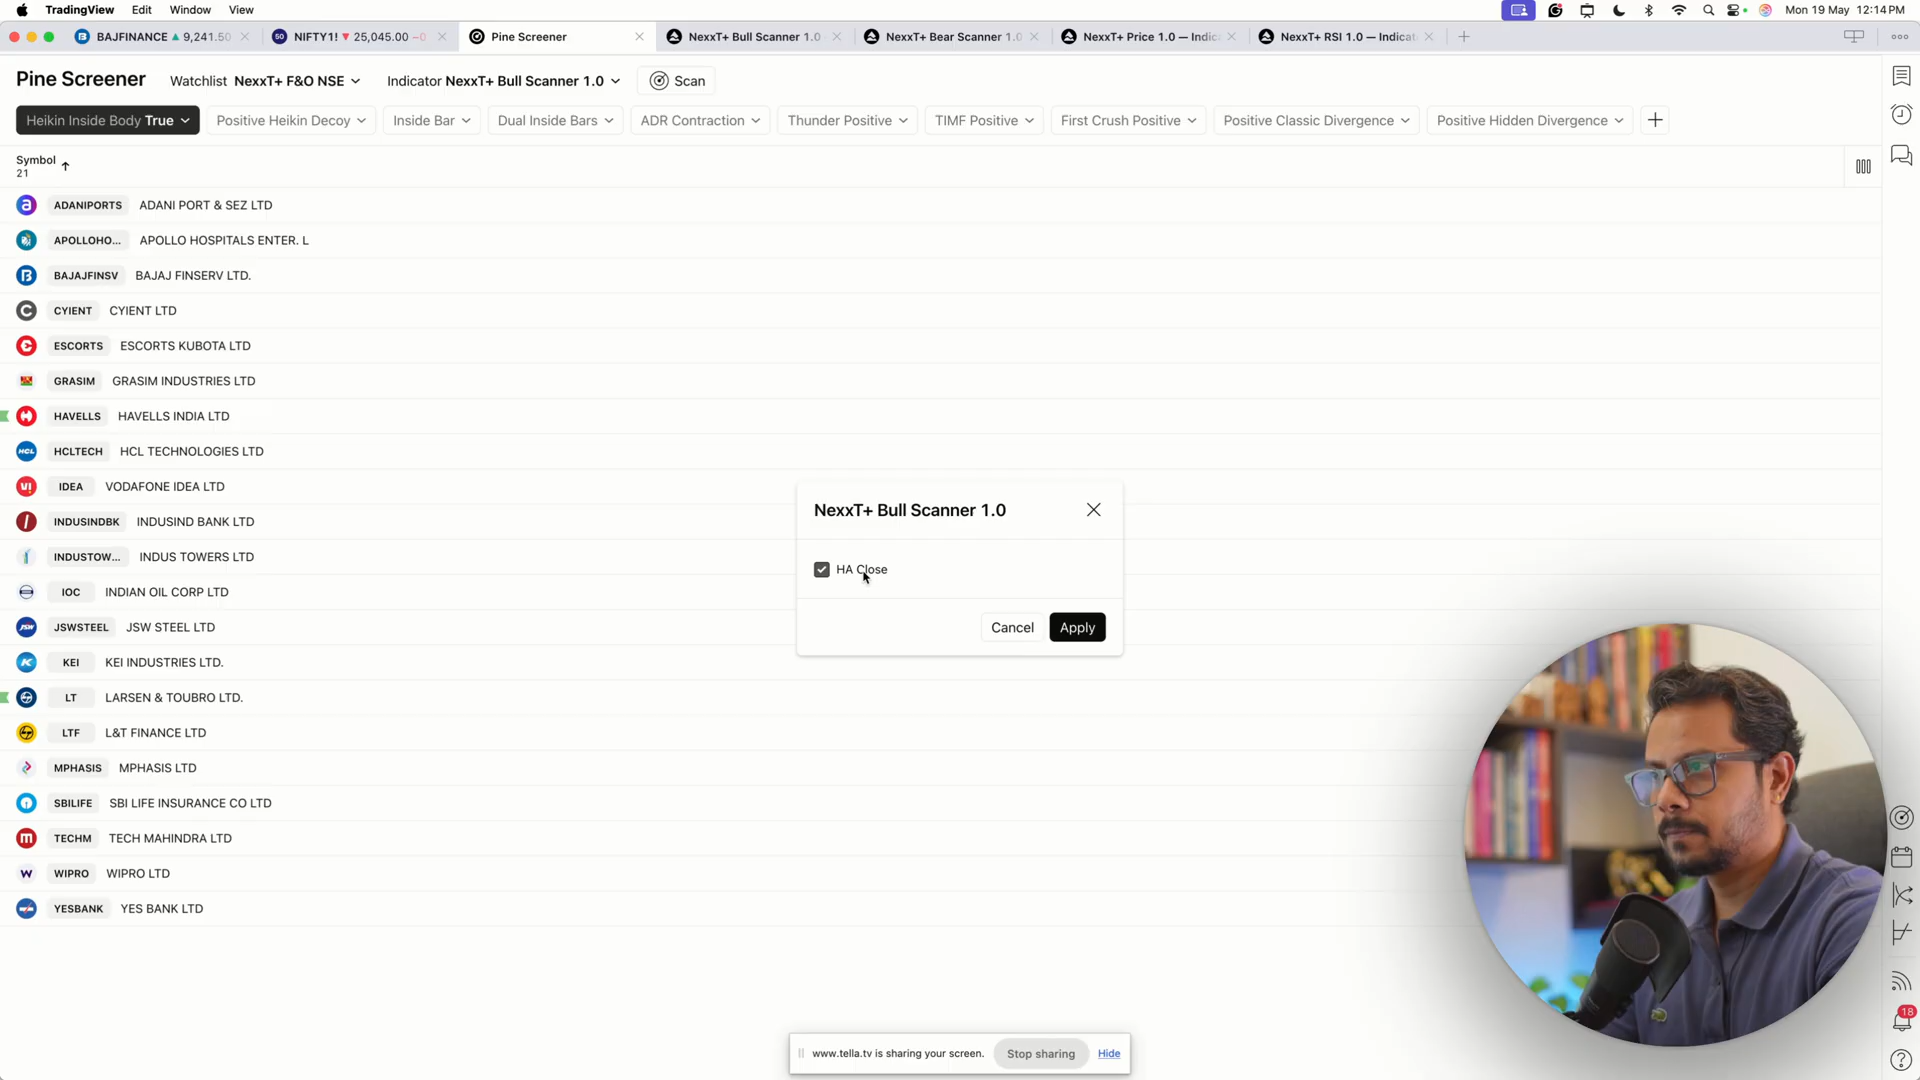 TradingView Edit Window View
Mon 19 May 12:14PM
BAJFINANCE ▲ 9,241.50 NIFTY1! ▼ 25,045.00 −0 Pine Screener NexxT+ Bull Scanner 1.0 NexxT+ Bear Scanner 1.0 NexxT+ Price 1.0 — Indic NexxT+ RSI 1.0 — Indicat
Pine Screener Watchlist NexxT+ F&O NSE Indicator NexxT+ Bull Scanner 1.0 Scan
Heikin Inside Body True Positive Heikin Decoy Inside Bar Dual Inside Bars ADR Contraction Thunder Positive TIMF Positive First Crush Positive Positive Classic Divergence Positive Hidden Divergence
Symbol
21
ADANIPORTS ADANI PORT & SEZ LTD
APOLLOHO... APOLLO HOSPITALS ENTER. L
BAJAJFINSV BAJAJ FINSERV LTD.
CYIENT CYIENT LTD
ESCORTS ESCORTS KUBOTA LTD
GRASIM GRASIM INDUSTRIES LTD
HAVELLS HAVELLS INDIA LTD
HCLTECH HCL TECHNOLOGIES LTD
IDEA VODAFONE IDEA LTD
INDUSINDBK INDUSIND BANK LTD
INDUSTOW... INDUS TOWERS LTD
IOC INDIAN OIL CORP LTD
JSWSTEEL JSW STEEL LTD
KEI KEI INDUSTRIES LTD.
LT LARSEN & TOUBRO LTD.
LTF L&T FINANCE LTD
MPHASIS MPHASIS LTD
SBILIFE SBI LIFE INSURANCE CO LTD
TECHM TECH MAHINDRA LTD
WIPRO WIPRO LTD
YESBANK YES BANK LTD
NexxT+ Bull Scanner 1.0
HA Close
Cancel Apply
18
www.tella.tv is sharing your screen. Stop sharing Hide